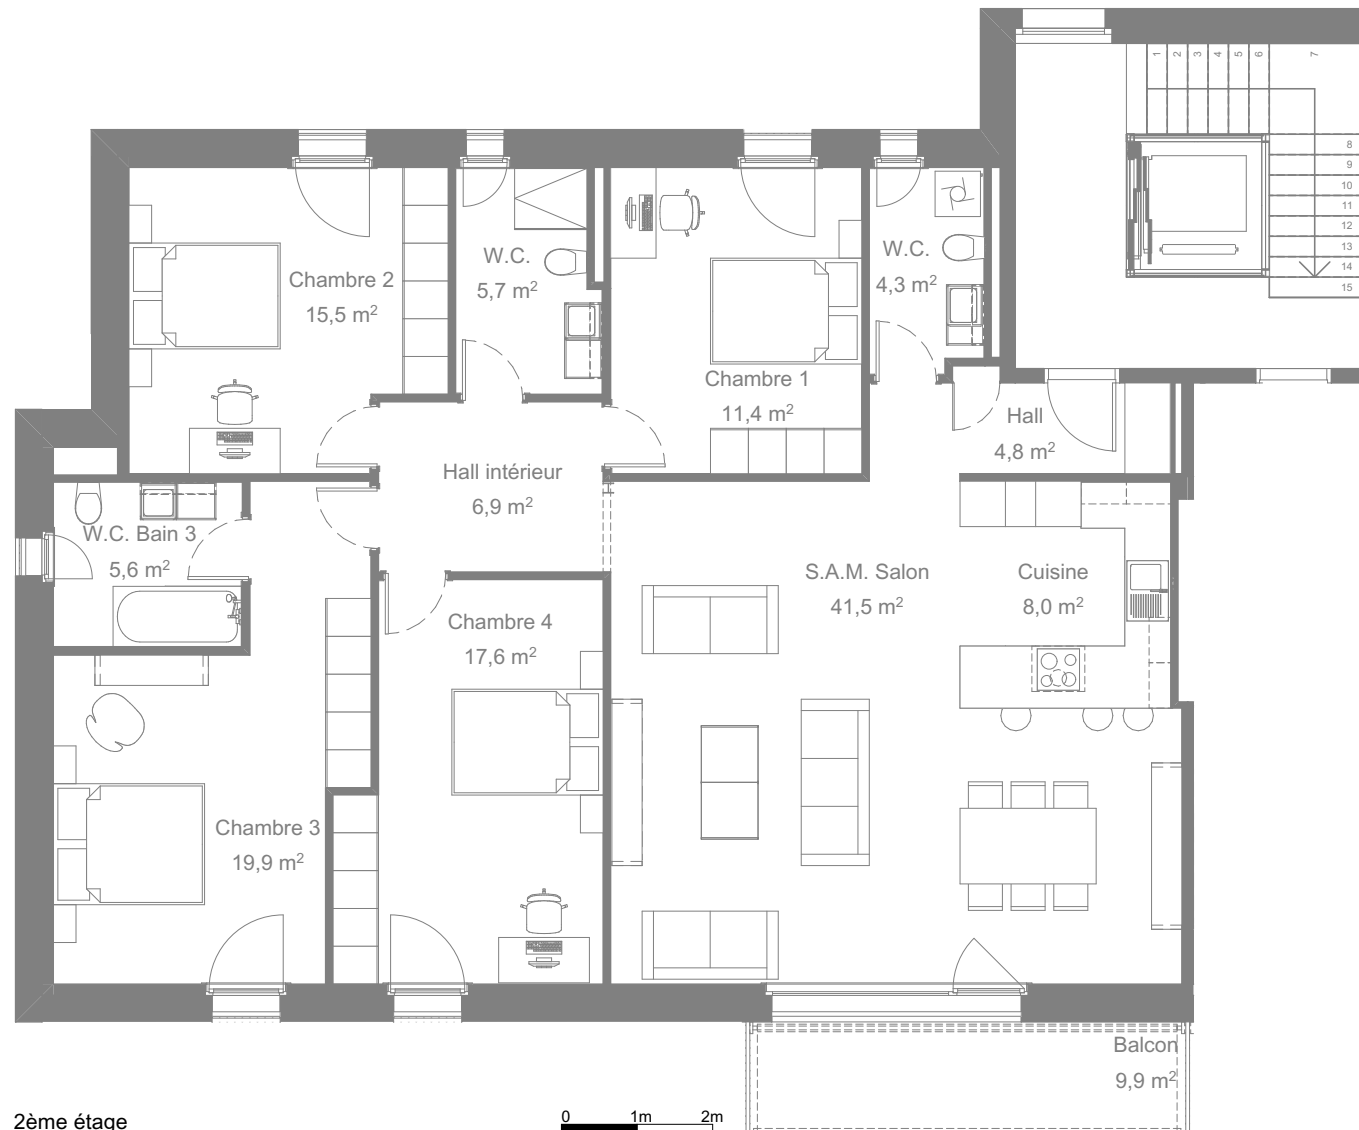 1
2
3
4
5
6
7
8
9
10
11
12
13
14
15
Chambre 2
15,5 m²
W.C.
5,7 m²
Chambre 1
11,4 m²
W.C.
4,3 m²
Hall
4,8 m²
Hall intérieur
6,9 m²
W.C. Bain 3
5,6 m²
S.A.M. Salon
41,5 m²
Cuisine
8,0 m²
Chambre 4
17,6 m²
Chambre 3
19,9 m²
Balcon
9,9 m²
2ème étage
0 1m 2m